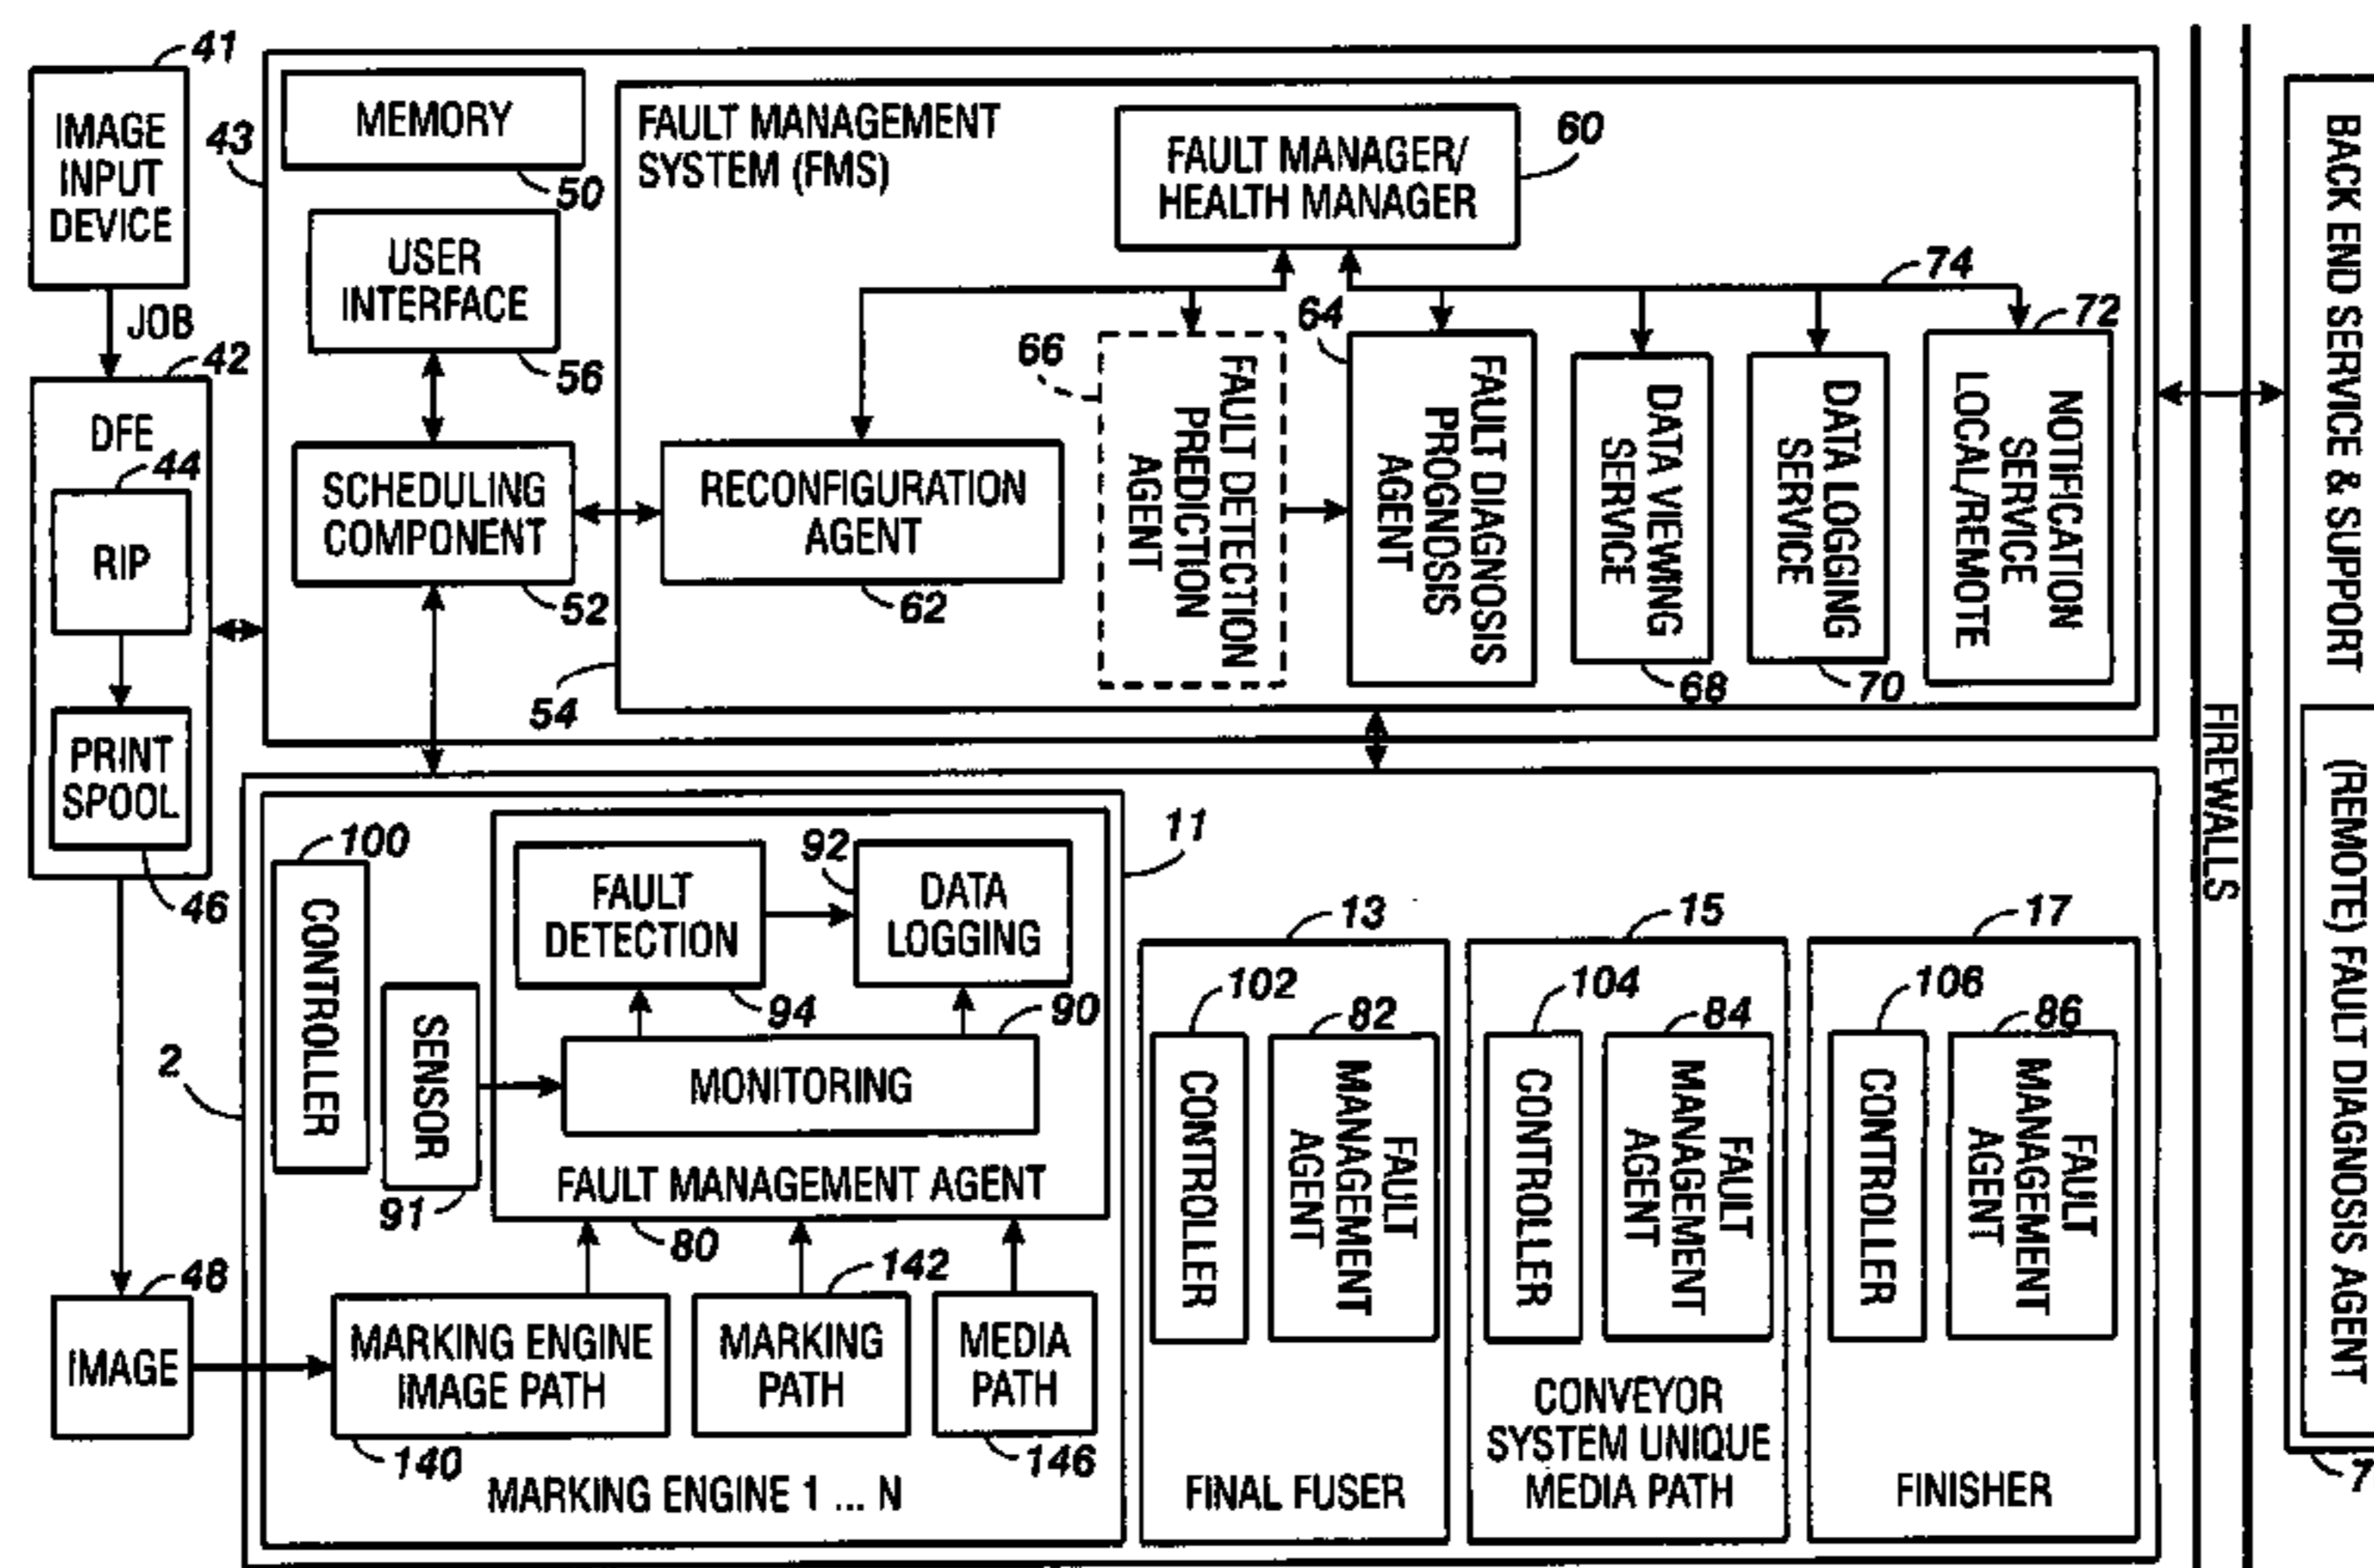 41
IMAGE
INPUT
DEVICE
JOB
42
DFE
44
RIP
PRINT
SPOOL
46
48
IMAGE
43
MEMORY
50
USER
INTERFACE
56
SCHEDULING
COMPONENT
52
FAULT MANAGEMENT
SYSTEM (FMS)
54
FAULT MANAGER/
HEALTH MANAGER
60
74
RECONFIGURATION
AGENT
62
66
FAULT DETECTION
PREDICTION
AGENT
64
FAULT DIAGNOSIS
PROGNOSIS
AGENT
DATA VIEWING
SERVICE
68
DATA LOGGING
SERVICE
70
72
NOTIFICATION
SERVICE
LOCAL/REMOTE
2
11
100
CONTROLLER
SENSOR
91
FAULT
DETECTION
94
92
DATA
LOGGING
90
MONITORING
FAULT MANAGEMENT AGENT
80
MARKING ENGINE
IMAGE PATH
140
142
MARKING
PATH
MEDIA
PATH
146
MARKING ENGINE 1 ... N
13
102
CONTROLLER
82
FAULT
MANAGEMENT
AGENT
FINAL FUSER
15
104
CONTROLLER
84
FAULT
MANAGEMENT
AGENT
CONVEYOR
SYSTEM UNIQUE
MEDIA PATH
17
106
CONTROLLER
86
FAULT
MANAGEMENT
AGENT
FINISHER
FIREWALLS
BACK END SERVICE & SUPPORT
(REMOTE) FAULT DIAGNOSIS AGENT